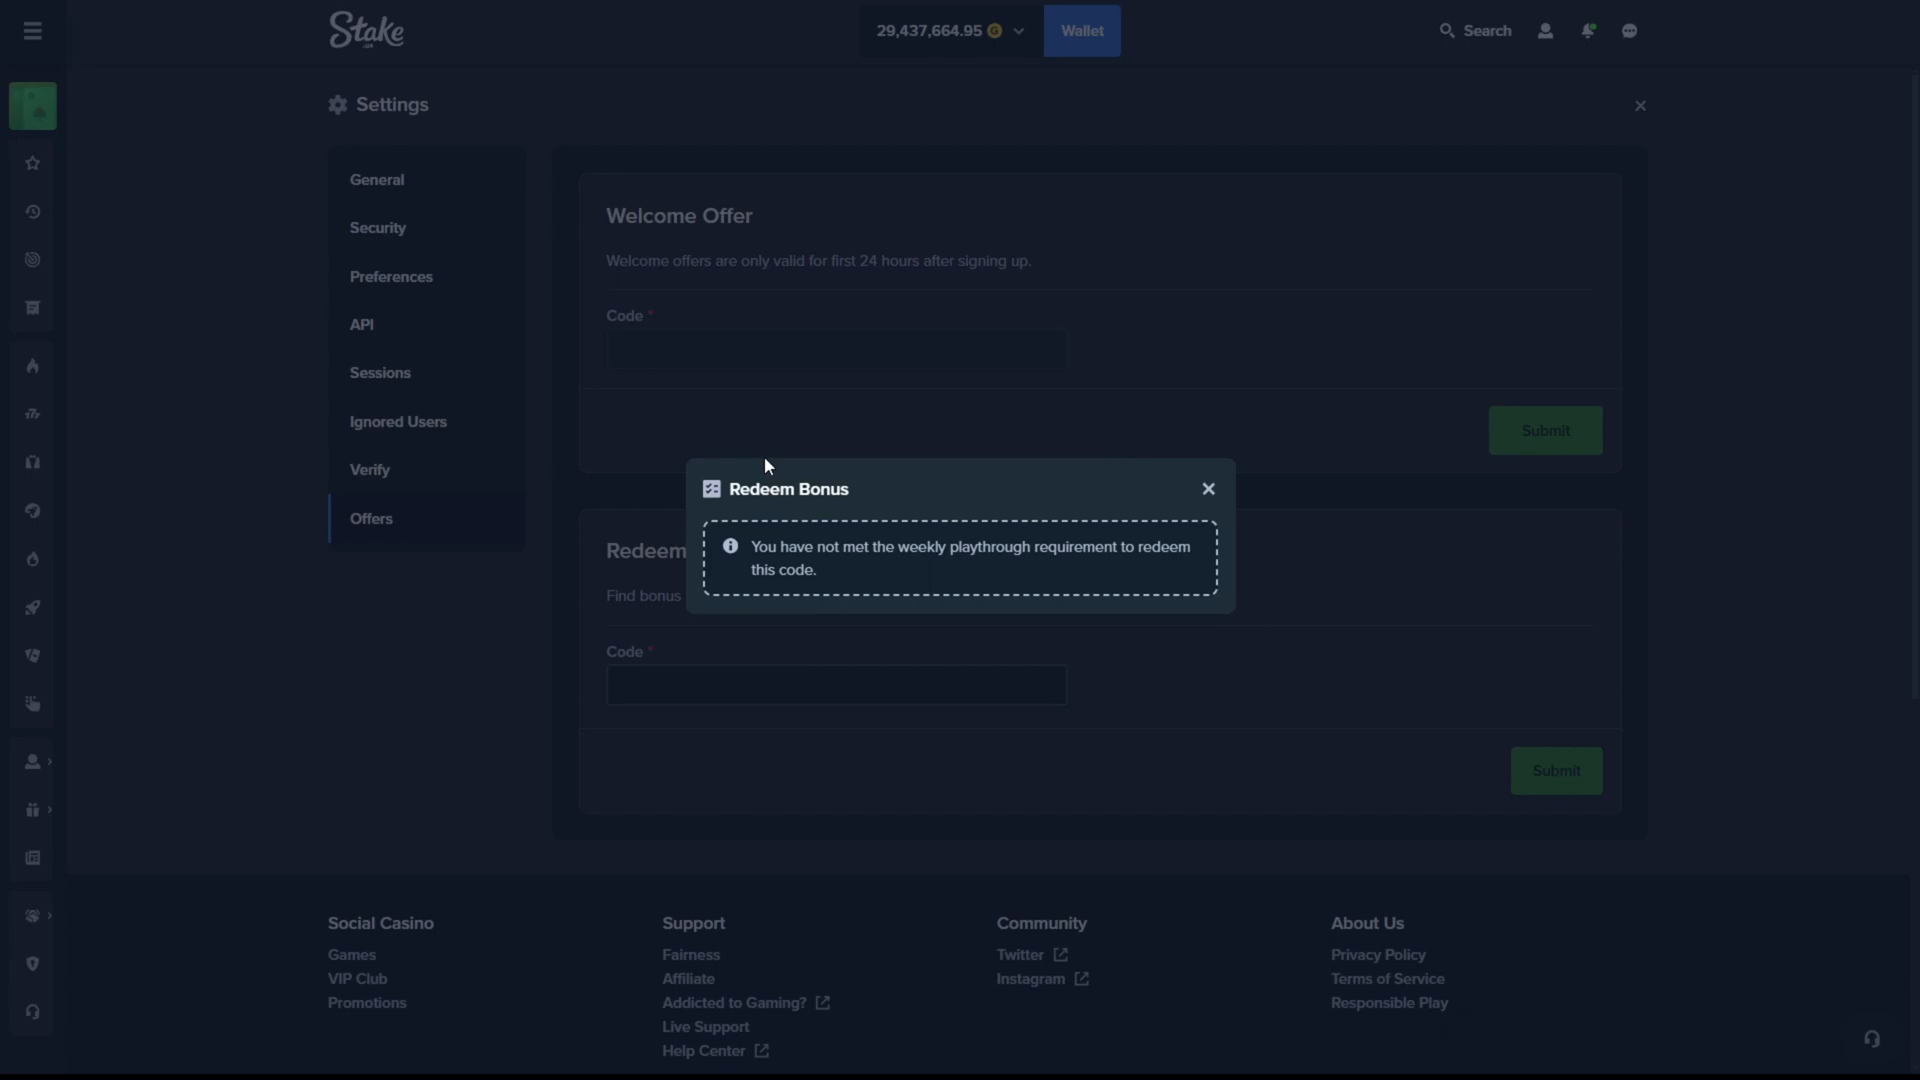 Stake
29,437,664.95
Wallet
Search
Settings
General
Security
Preferences
API
Sessions
Ignored Users
Verify
Offers
Welcome Offer
Welcome offers are only valid for first 24 hours after signing up.
Code *
Submit
Redeem Bonus
You have not met the weekly playthrough requirement to redeem
this code.
Redeem
Find bonus
Code *
Submit
Social Casino
Games
VIP Club
Promotions
Support
Fairness
Affiliate
Addicted to Gaming?
Live Support
Help Center
Community
Twitter
Instagram
About Us
Privacy Policy
Terms of Service
Responsible Play